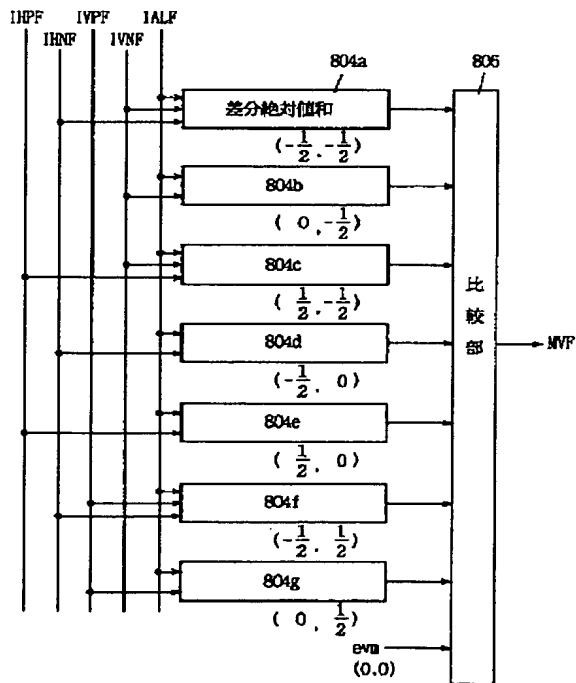 IHPF IVPF IALF
IHNF IVNF
804a
806
差分絶対値和
(-1/2,-1/2)
804b
( 0 ,-1/2)
804c
( 1/2,-1/2)
804d
(-1/2, 0)
804e
( 1/2, 0)
804f
(-1/2, 1/2)
804g
( 0 , 1/2)
比較部
MVF
evm
(0.0)